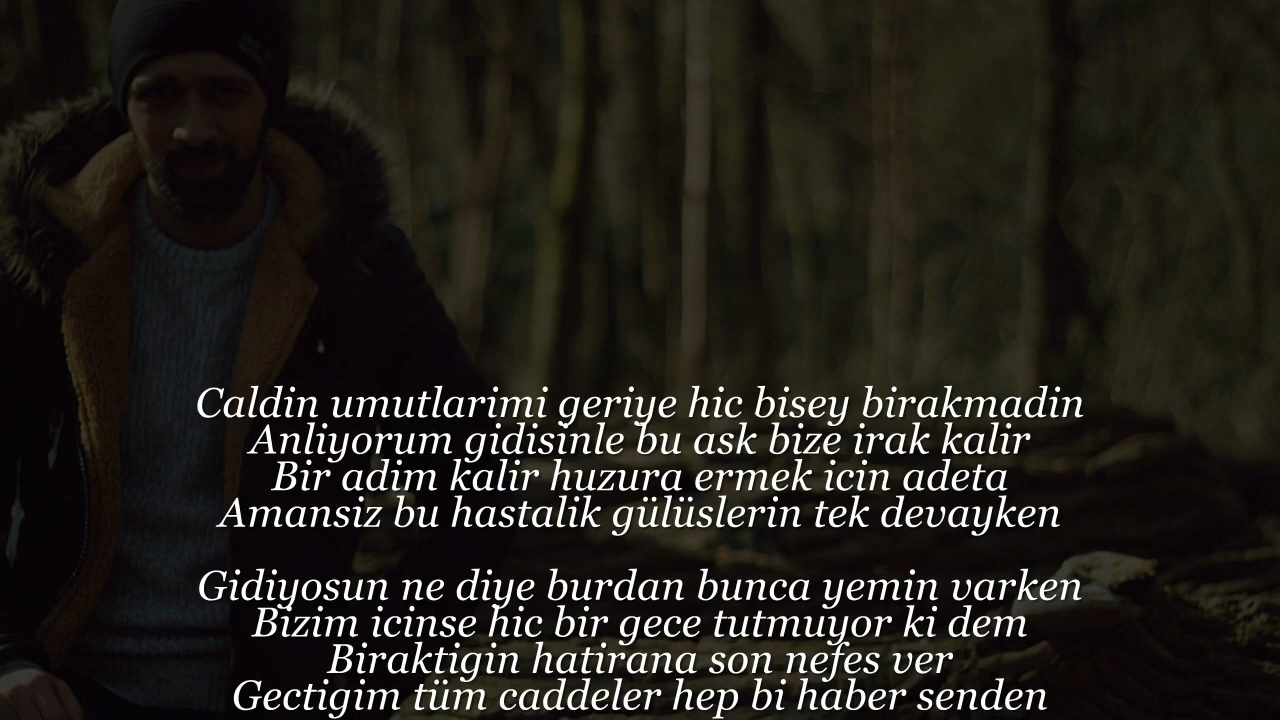 Caldin umutlarimi geriye hic bisey birakmadin
Anliyorum gidisinle bu ask bize irak kalir
Bir adim kalir huzura ermek icin adeta
Amansiz bu hastalik gülüslerin tek devayken
Gidiyosun ne diye burdan bunca yemin varken
Bizim icinse hic bir gece tutmuyor ki dem
Biraktigin hatirana son nefes ver
Gectigim tüm caddeler hep bi haber senden